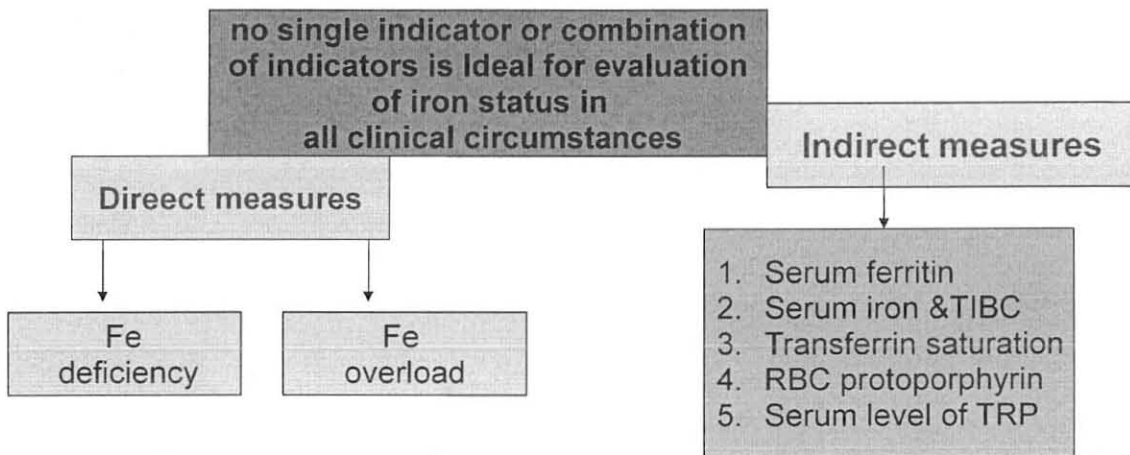 no single indicator or combination
of indicators is Ideal for evaluation
of iron status in
all clinical circumstances
Indirect measures
Direect measures
1. Serum ferritin
2. Serum iron &TIBC
3. Transferrin saturation
4. RBC protoporphyrin
5. Serum level of TRP
Fe
deficiency
Fe
overload